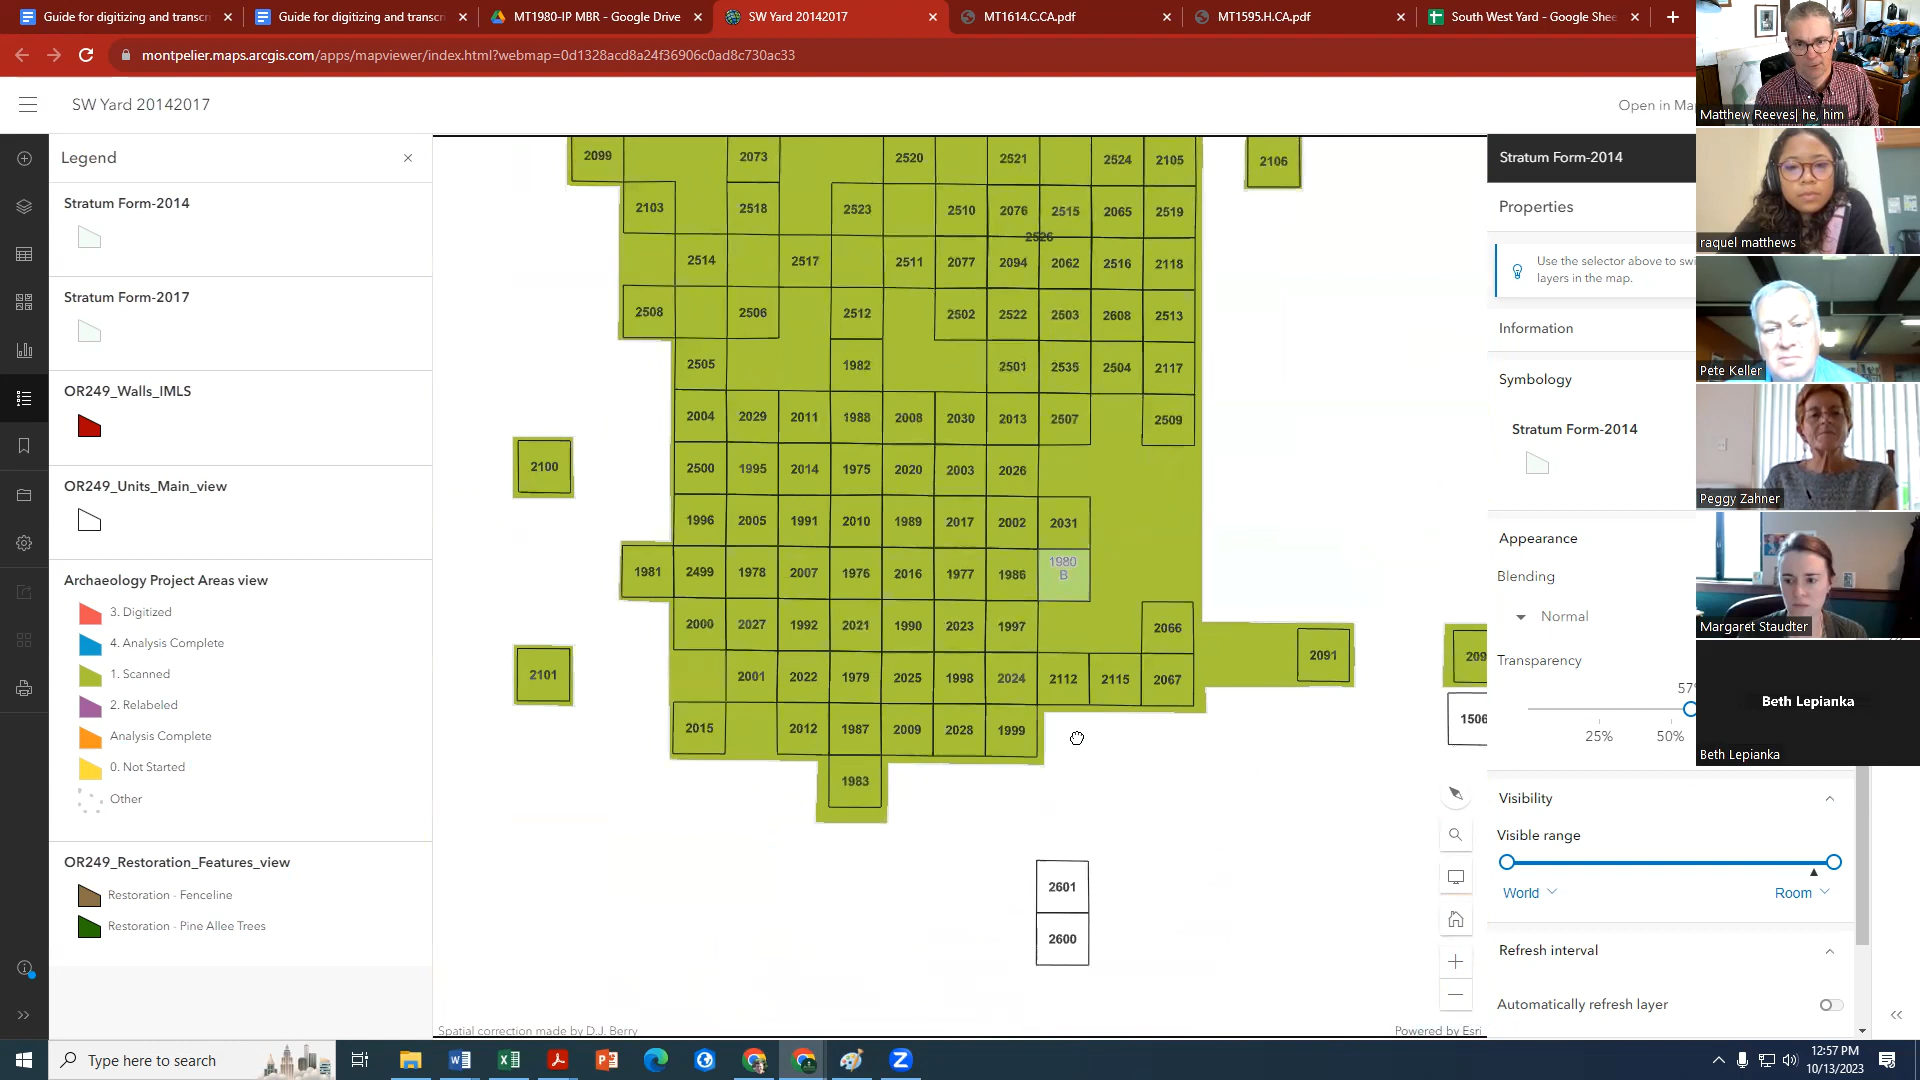 Guide for digitizing and transcri
Guide for digitizing and transcri
MT1980-IP MBR - Google Drive
SW Yard 20142017
MT1614.C.CA.pdf
MT1595.H.CA.pdf
South West Yard - Google Shee
montpelier.maps.arcgis.com/apps/mapviewer/index.html?webmap=0d1328acd8a24f36906c0ad8c730ac33
SW Yard 20142017
Open in Ma
Legend
Stratum Form-2014
Stratum Form-2017
OR249_Walls_IMLS
OR249_Units_Main_view
Archaeology Project Areas view
3. Digitized
4. Analysis Complete
1. Scanned
2. Relabeled
Analysis Complete
0. Not Started
Other
OR249_Restoration_Features_view
Restoration - Fenceline
Restoration - Pine Allee Trees
2099 2073 2520 2521 2524 2105 2106
2103 2518 2523 2510 2076 2515 2065 2519
2526
2514 2517 2511 2077 2094 2062 2516 2118
2508 2506 2512 2502 2522 2503 2608 2513
2505 1982 2501 2535 2504 2117
2004 2029 2011 1988 2008 2030 2013 2507 2509
2100 2500 1995 2014 1975 2020 2003 2026
1996 2005 1991 2010 1989 2017 2002 2031
1981 2499 1978 2007 1976 2016 1977 1986 1980
B
2000 2027 1992 2021 1990 2023 1997 2066
2091 209
2101 2001 2022 1979 2025 1998 2024 2112 2115 2067
2015 2012 1987 2009 2028 1999 1506
1983
2601
2600
Spatial correction made by D.J. Berry
Powered by Esri
Stratum Form-2014
Properties
Use the selector above to swi
layers in the map.
Information
Symbology
Stratum Form-2014
Appearance
Blending
Normal
Transparency
57
25% 50%
Visibility
Visible range
World Room
Refresh interval
Automatically refresh layer
Matthew Reeves| he, him
raquel matthews
Pete Keller
Peggy Zahner
Margaret Staudter
Beth Lepianka
Beth Lepianka
Type here to search
12:57 PM
10/13/2023